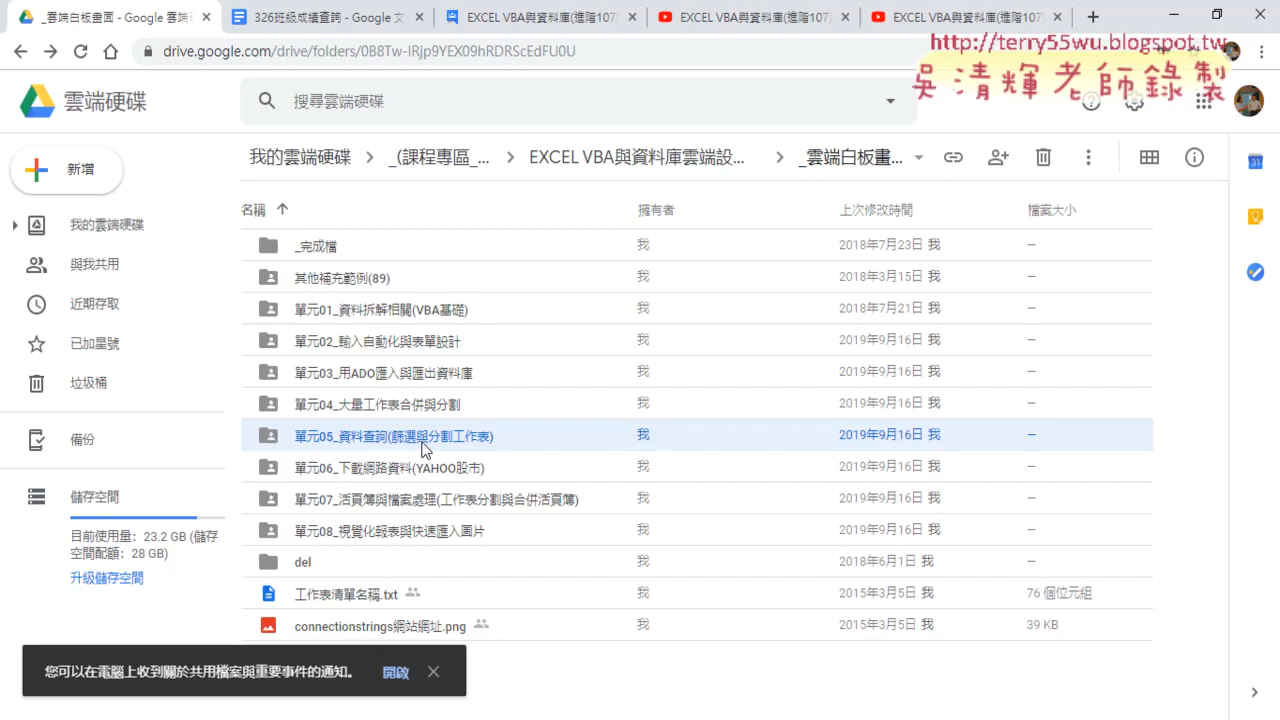 _雲端白板畫面 - Google 雲端硬
326班級成績查詢 - Google 文
EXCEL VBA與資料庫(進階107)
EXCEL VBA與資料庫(進階107)
EXCEL VBA與資料庫(進階107)
drive.google.com/drive/folders/0B8Tw-IRjp9YEX09hRDRScEdFU0U
http://terry55wu.blogspot.tw
吳清輝老師錄製
雲端硬碟
搜尋雲端硬碟
新增
我的雲端硬碟
_(課程專區_...
EXCEL VBA與資料庫雲端設...
_雲端白板畫...
名稱
擁有者
上次修改時間
檔案大小
_完成檔
我
2018年7月23日 我
—
其他補充範例(89)
我
2018年3月15日 我
—
單元01_資料拆解相關(VBA基礎)
我
2018年7月21日 我
—
單元02_輸入自動化與表單設計
我
2019年9月16日 我
—
單元03_用ADO匯入與匯出資料庫
我
2019年9月16日 我
—
單元04_大量工作表合併與分割
我
2019年9月16日 我
—
單元05_資料查詢(篩選與分割工作表)
我
2019年9月16日 我
—
單元06_下載網路資料(YAHOO股市)
我
2019年9月16日 我
—
單元07_活頁簿與檔案處理(工作表分割與合併活頁簿)
我
2019年9月16日 我
—
單元08_視覺化報表與快速匯入圖片
我
2019年9月16日 我
—
del
我
2018年6月1日 我
—
工作表清單名稱.txt
我
2015年3月5日 我
76 個位元組
connectionstrings網站網址.png
我
2015年3月5日 我
39 KB
我的雲端硬碟
與我共用
近期存取
已加星號
垃圾桶
備份
儲存空間
目前使用量：23.2 GB (儲存
空間配額：28 GB)
升級儲存空間
31
您可以在電腦上收到關於共用檔案與重要事件的通知。
開啟